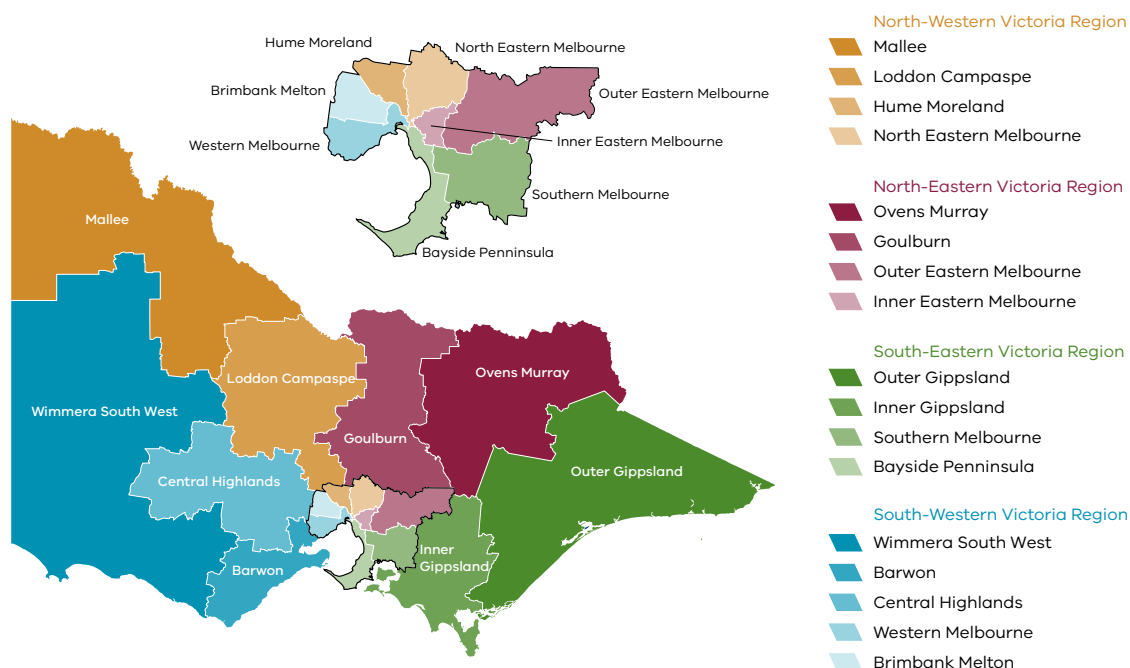 Hume Moreland
North Eastern Melbourne
Brimbank Melton
Outer Eastern Melbourne
Western Melbourne
Inner Eastern Melbourne
Southern Melbourne
Bayside Penninsula
Mallee
Loddon Campaspe
Ovens Murray
Wimmera South West
Goulburn
Central Highlands
Outer Gippsland
Inner
Gippsland
Barwon
North-Western Victoria Region
Mallee
Loddon Campaspe
Hume Moreland
North Eastern Melbourne
North-Eastern Victoria Region
Ovens Murray
Goulburn
Outer Eastern Melbourne
Inner Eastern Melbourne
South-Eastern Victoria Region
Outer Gippsland
Inner Gippsland
Southern Melbourne
Bayside Penninsula
South-Western Victoria Region
Wimmera South West
Barwon
Central Highlands
Western Melbourne
Brimbank Melton